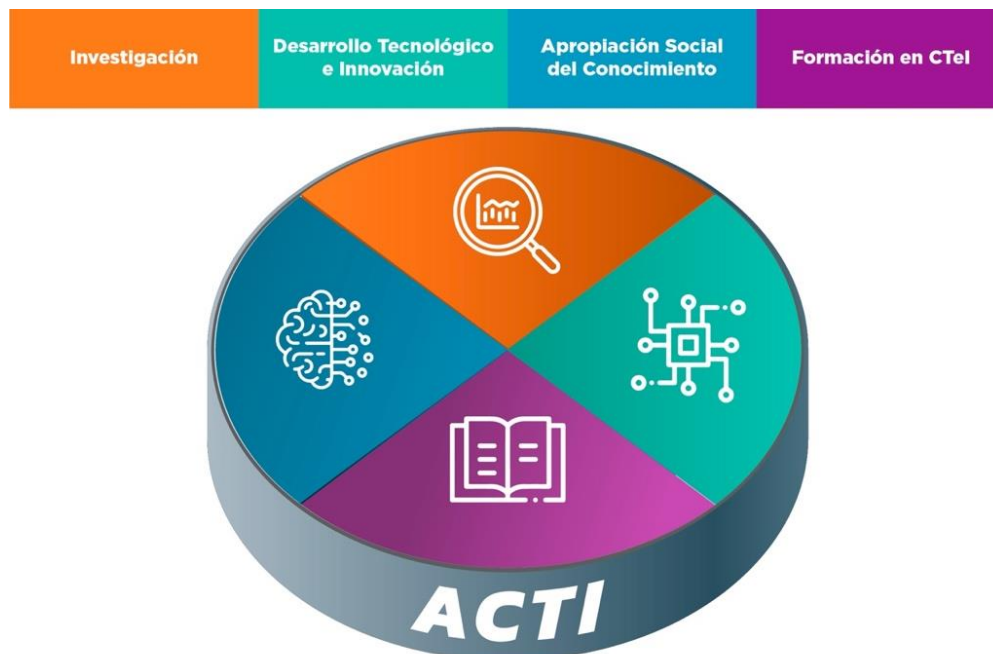 Investigación
Desarrollo Tecnológico
e Innovación
Apropiación Social
del Conocimiento
Formación en CTeI
ACTI